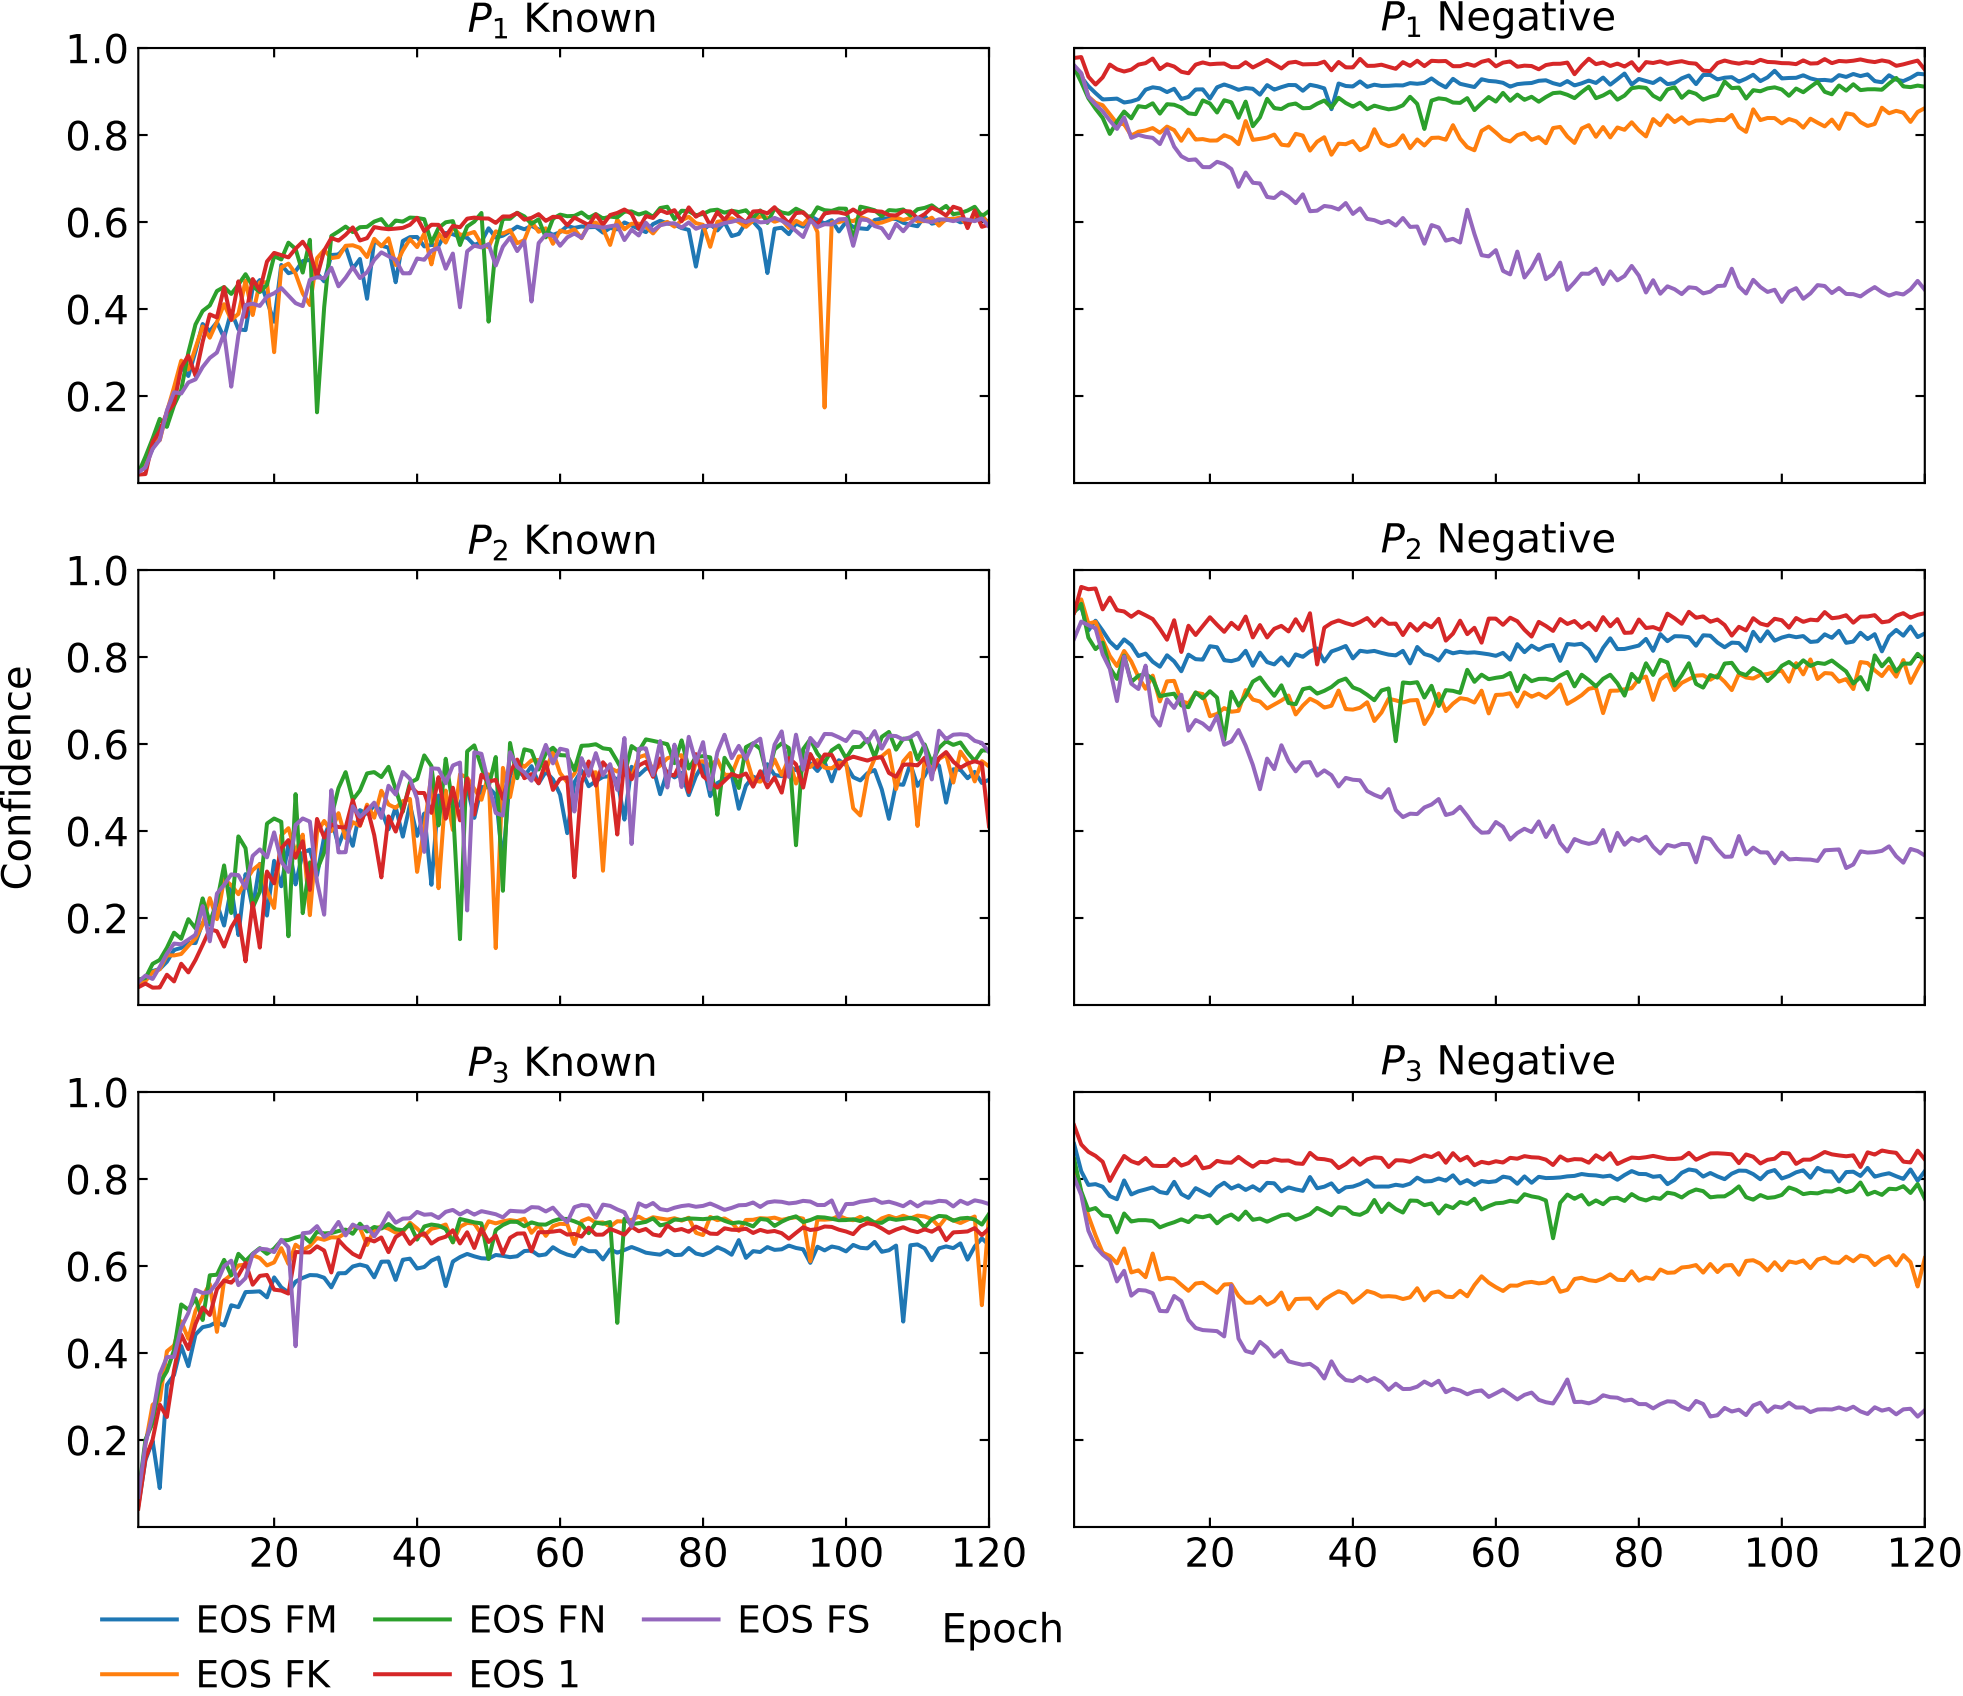 P1 Known
P1 Negative
1.0
0.8
0.6
0.4
0.2
P2 Known
P2 Negative
1.0
0.8
0.6
0.4
0.2
Confidence
P3 Known
P3 Negative
1.0
0.8
0.6
0.4
0.2
20 40 60 80 100 120
20 40 60 80 100 120
Epoch
EOS FM EOS FN EOS FS
EOS FK EOS 1